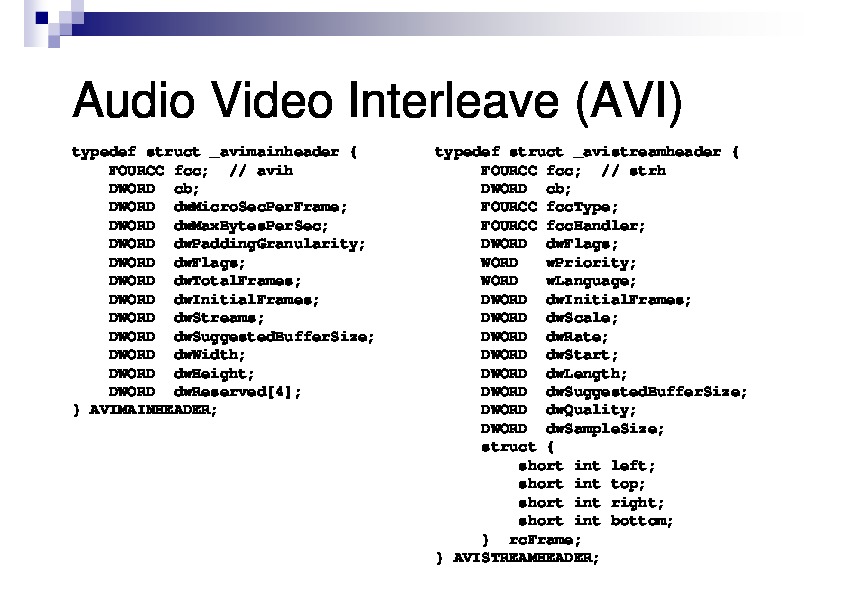 Audio Video Interleave (AVI)
typedef struct _avimainheader {
FOURCC fcc;  // avih
DWORD  cb;
DWORD  dwMicroSecPerFrame;
DWORD  dwMaxBytesPerSec;
DWORD  dwPaddingGranularity;
DWORD  dwFlags;
DWORD  dwTotalFrames;
DWORD  dwInitialFrames;
DWORD  dwStreams;
DWORD  dwSuggestedBufferSize;
DWORD  dwWidth;
DWORD  dwHeight;
DWORD  dwReserved[4];
} AVIMAINHEADER;
typedef struct _avistreamheader {
FOURCC fcc;  // strh
DWORD  cb;
FOURCC fccType;
FOURCC fccHandler;
DWORD  dwFlags;
WORD   wPriority;
WORD   wLanguage;
DWORD  dwInitialFrames;
DWORD  dwScale;
DWORD  dwRate;
DWORD  dwStart;
DWORD  dwLength;
DWORD  dwSuggestedBufferSize;
DWORD  dwQuality;
DWORD  dwSampleSize;
struct {
short int left;
short int top;
short int right;
short int bottom;
}  rcFrame;
} AVISTREAMHEADER;